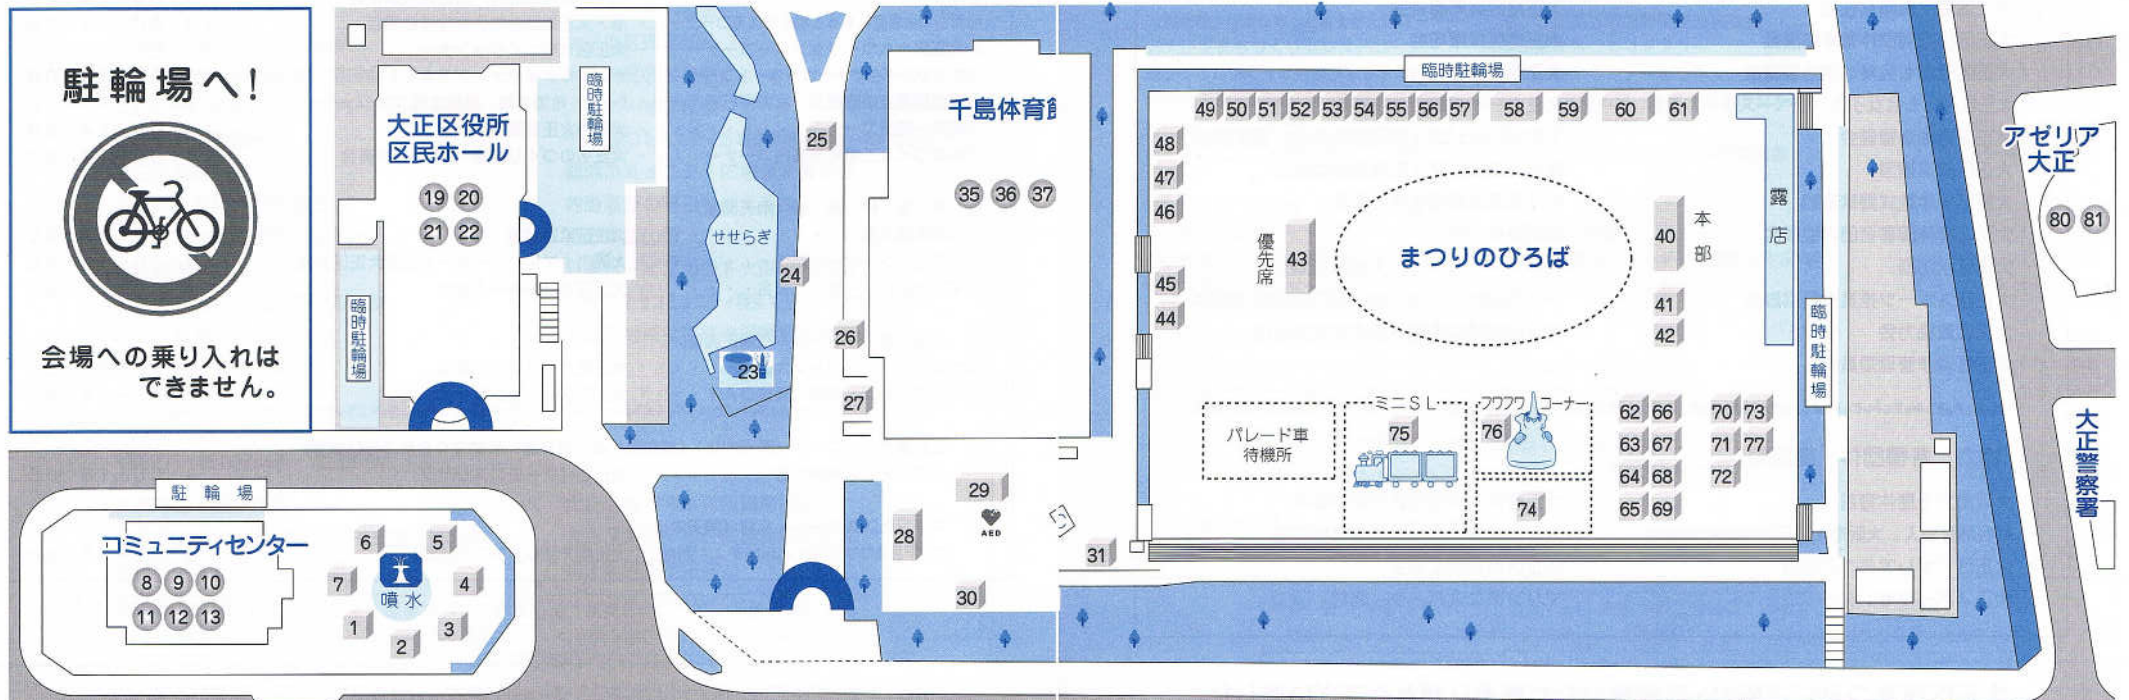 駐輪場へ!
会場への乗り入れは
できません。
大正区役所
区民ホール
19 20
21 22
臨時駐輪場
臨時駐輪場
せせらぎ
23
24
25
26
27
千島体育館
35 36 37
28
29
AED
30
31
駐輪場
コミュニティセンター
8 9 10
11 12 13
噴水
6
5
7
4
1
2
3
臨時駐輪場
49 50 51 52 53 54 55 56 57 58 59 60 61
48
47
46
45
44
優先席
43
まつりのひろば
40
本部
41
42
露店
臨時駐輪場
パレード車
待機所
ミニSL
75
フワフワ コーナー
76
74
62 66
63 67
64 68
65 69
70 73
71 77
72
アゼリア
大正
80 81
大正警察署